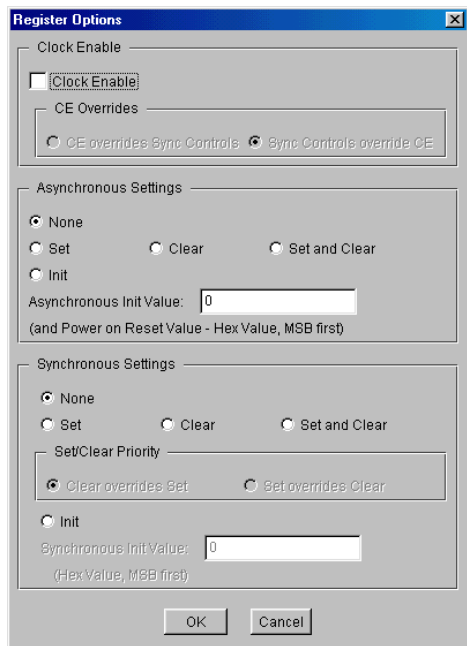 Register Options
Clock Enable
Clock Enable
CE Overrides
CE overrides Sync Controls Sync Controls override CE
Asynchronous Settings
None
Set Clear Set and Clear
Init
Asynchronous Init Value: 0
(and Power on Reset Value - Hex Value, MSB first)
Synchronous Settings
None
Set Clear Set and Clear
Set/Clear Priority
Clear overrides Set Set overrides Clear
Init
Synchronous Init Value: 0
(Hex Value, MSB first)
OK Cancel